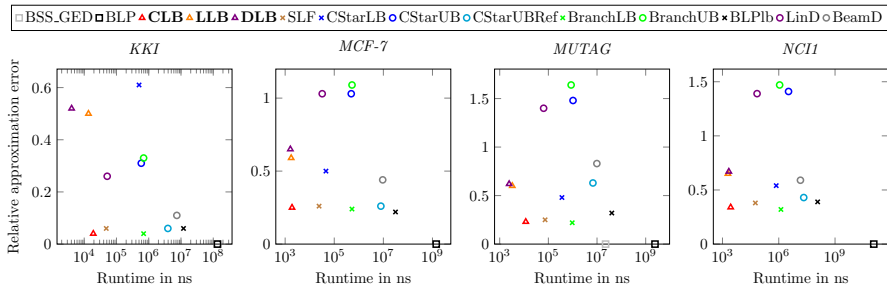 BSS_GED BLP CLB LLB DLB SLF CStarLB CStarUB CStarUBRef BranchLB BranchUB BLPlb LinD BeamD
KKI MCF-7 MUTAG NCI1
Relative approximation error
0.6
0.4
0.2
0
10^4 10^5 10^6 10^7 10^8
Runtime in ns
1
0.5
0
10^3 10^5 10^7 10^9
Runtime in ns
1.5
1
0.5
0
10^3 10^5 10^7 10^9
Runtime in ns
1.5
1
0.5
0
10^3 10^6 10^8 10^10
Runtime in ns